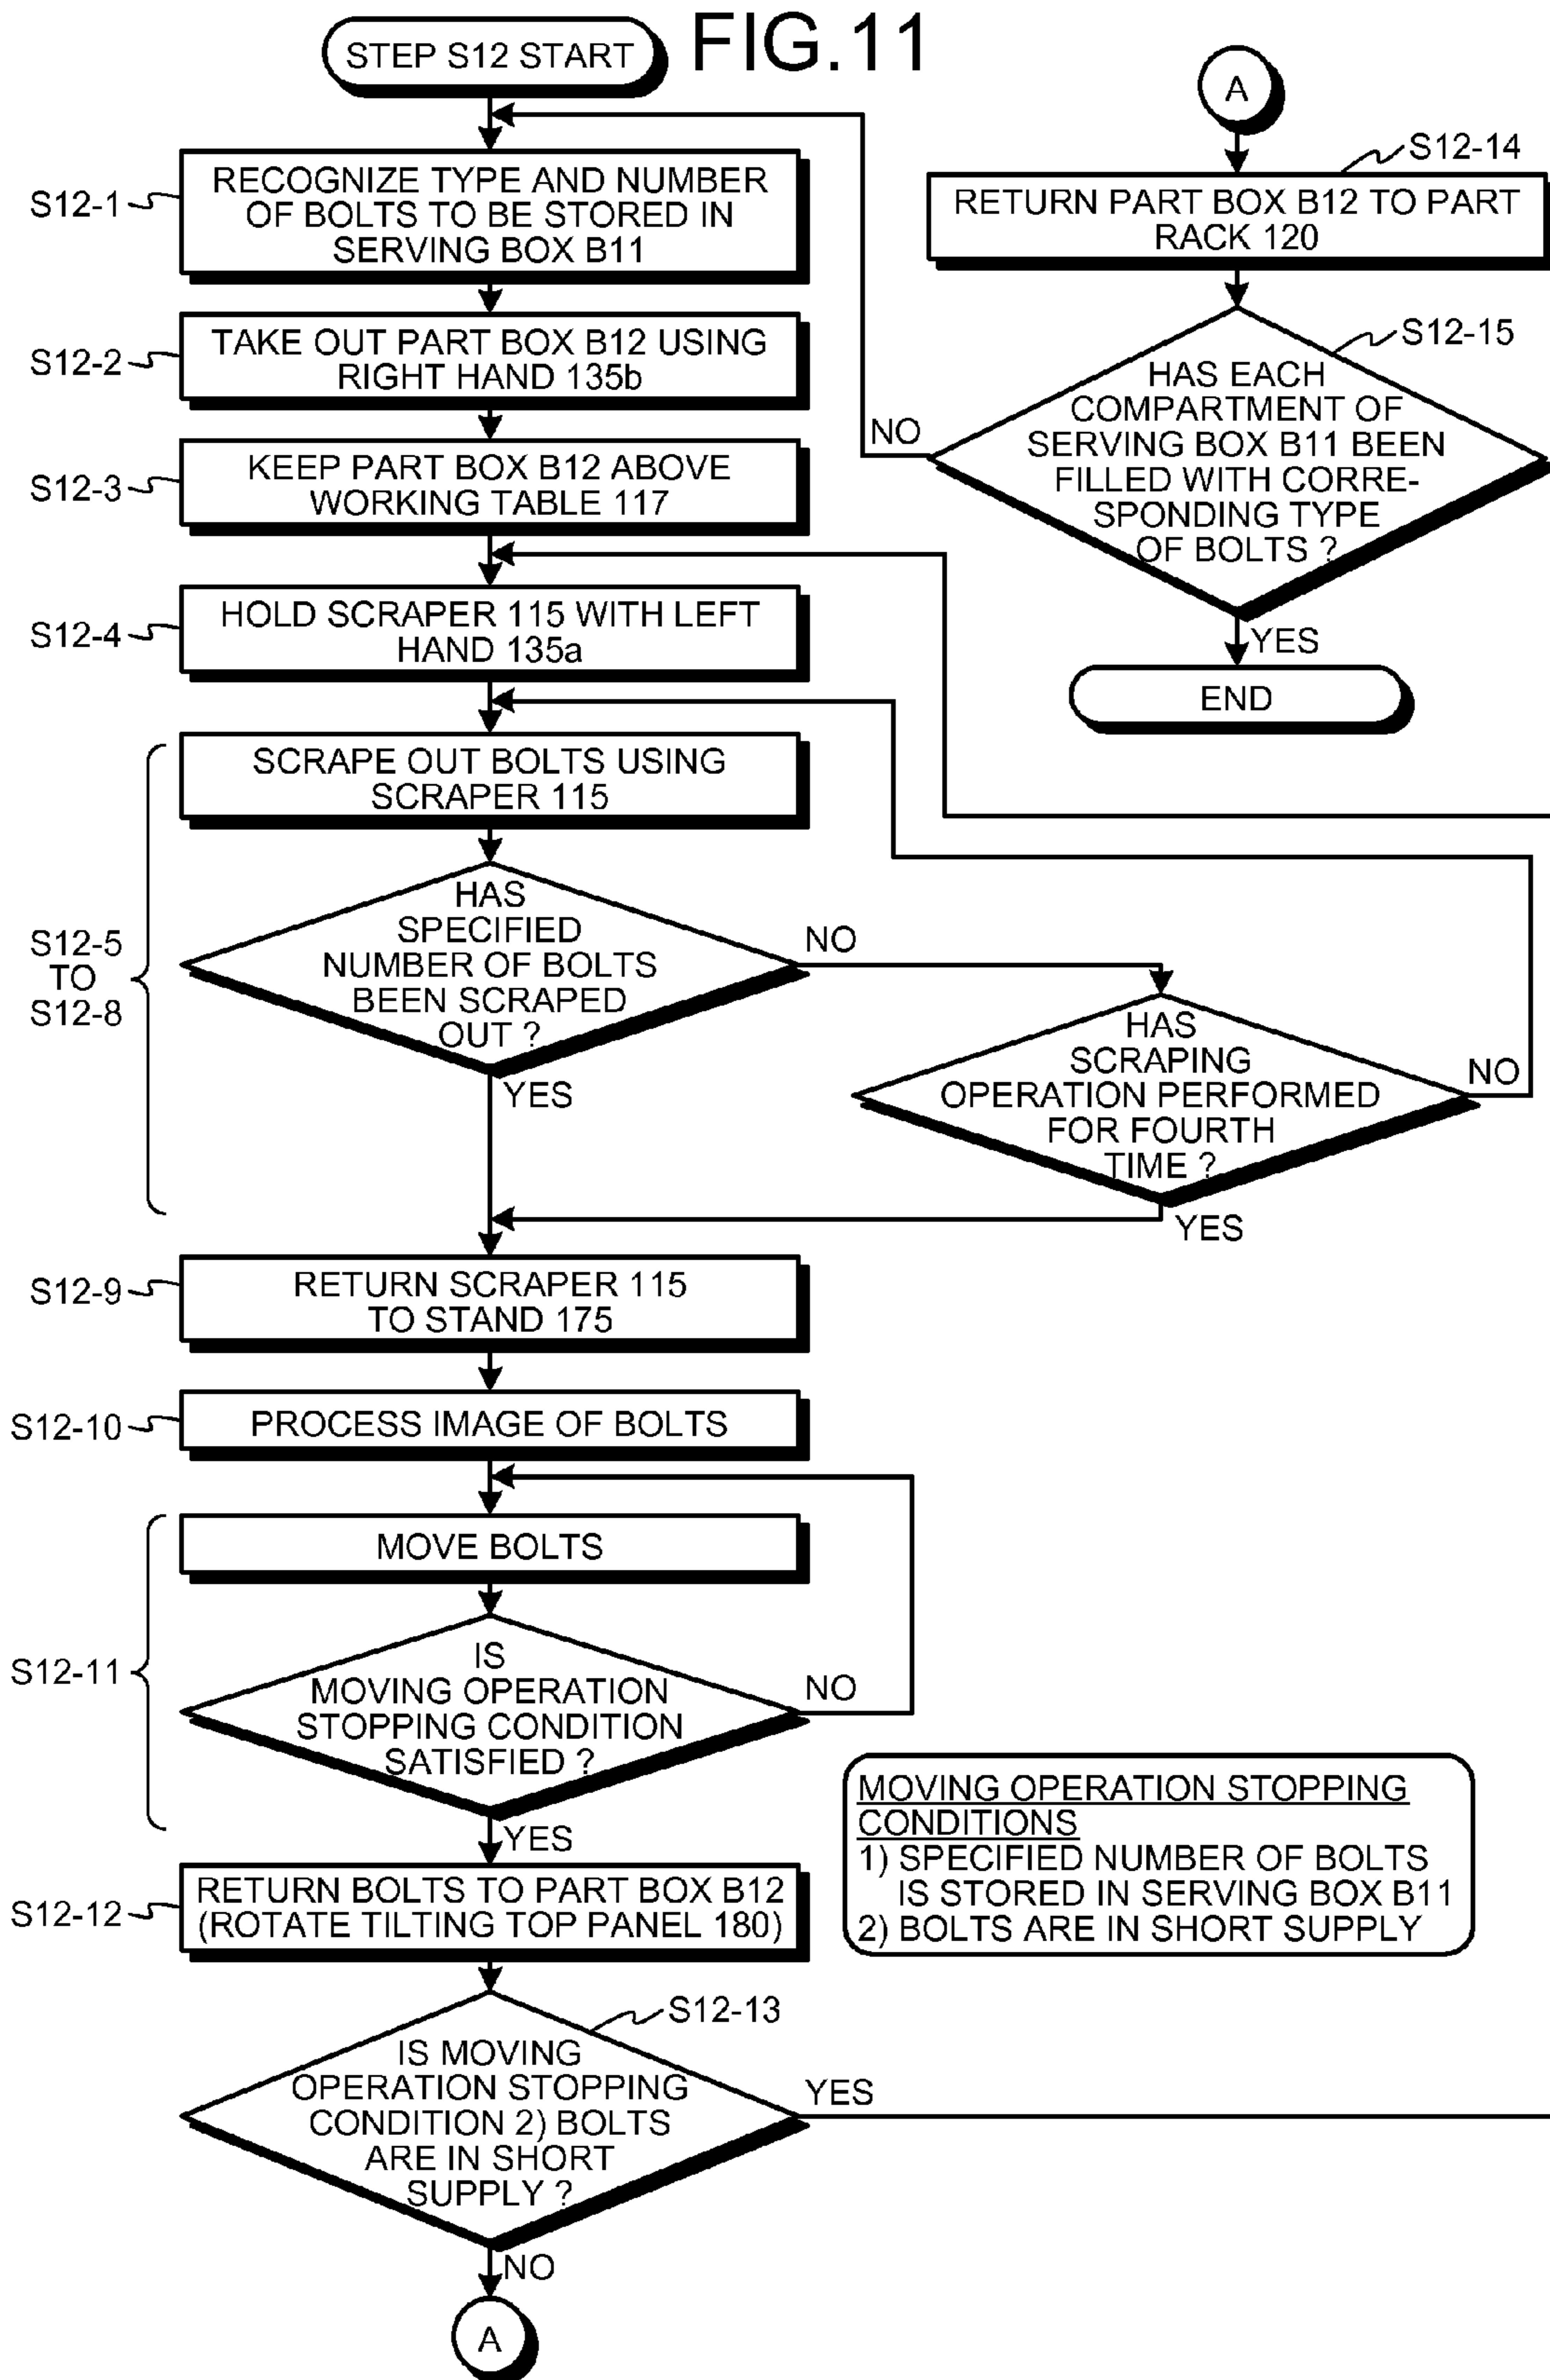 FIG.11
STEP S12 START
S12-1
RECOGNIZE TYPE AND NUMBER
OF BOLTS TO BE STORED IN
SERVING BOX B11
S12-2
TAKE OUT PART BOX B12 USING
RIGHT HAND 135b
S12-3
KEEP PART BOX B12 ABOVE
WORKING TABLE 117
S12-4
HOLD SCRAPER 115 WITH LEFT
HAND 135a
S12-5
TO
S12-8
SCRAPE OUT BOLTS USING
SCRAPER 115
HAS
SPECIFIED
NUMBER OF BOLTS
BEEN SCRAPED
OUT ?
NO
YES
HAS
SCRAPING
OPERATION PERFORMED
FOR FOURTH
TIME ?
NO
YES
S12-9
RETURN SCRAPER 115
TO STAND 175
S12-10
PROCESS IMAGE OF BOLTS
S12-11
MOVE BOLTS
IS
MOVING OPERATION
STOPPING CONDITION
SATISFIED ?
NO
YES
S12-12
RETURN BOLTS TO PART BOX B12
(ROTATE TILTING TOP PANEL 180)
S12-13
IS MOVING
OPERATION STOPPING
CONDITION 2) BOLTS
ARE IN SHORT
SUPPLY ?
YES
NO
A
A
S12-14
RETURN PART BOX B12 TO PART
RACK 120
S12-15
HAS EACH
COMPARTMENT OF
SERVING BOX B11 BEEN
FILLED WITH CORRE-
SPONDING TYPE
OF BOLTS ?
NO
YES
END
MOVING OPERATION STOPPING
CONDITIONS
1) SPECIFIED NUMBER OF BOLTS
IS STORED IN SERVING BOX B11
2) BOLTS ARE IN SHORT SUPPLY